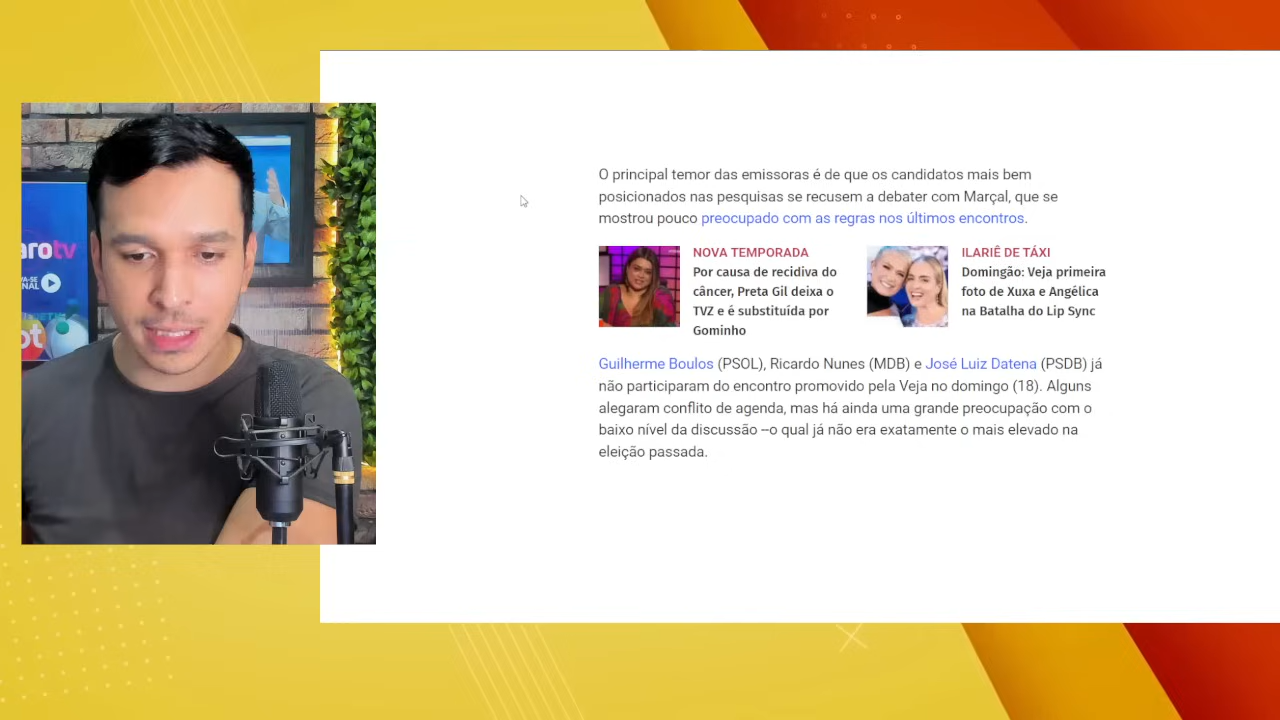 O principal temor das emissoras é de que os candidatos mais bem
posicionados nas pesquisas se recusem a debater com Marçal, que se
mostrou pouco preocupado com as regras nos últimos encontros.
NOVA TEMPORADA
Por causa de recidiva do
câncer, Preta Gil deixa o
TVZ e é substituída por
Gominho
ILARIÊ DE TÁXI
Domingão: Veja primeira
foto de Xuxa e Angélica
na Batalha do Lip Sync
Guilherme Boulos (PSOL), Ricardo Nunes (MDB) e José Luiz Datena (PSDB) já
não participaram do encontro promovido pela Veja no domingo (18). Alguns
alegaram conflito de agenda, mas há ainda uma grande preocupação com o
baixo nível da discussão --o qual já não era exatamente o mais elevado na
eleição passada.
arotv
VA-SE
NAL
ot